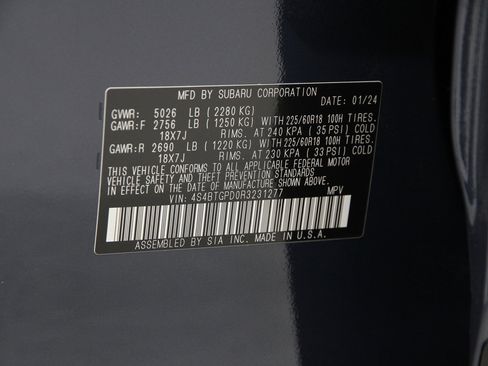 MFD BY SUBARU CORPORATION
DATE: 01/24
GVWR: 5026 LB (2280 KG)
GAWR:F 2756 LB (1250 KG) WITH 225/60R18 100H TIRES.
18X7J RIMS. AT 240 KPA (35 PSI) COLD
GAWR:R 2690 LB (1220 KG) WITH 225/60R18 100H TIRES.
18X7J RIMS. AT 230 KPA (33 PSI) COLD
THIS VEHICLE CONFORMS TO ALL APPLICABLE FEDERAL MOTOR
VEHICLE SAFETY, BUMPER, AND THEFT PREVENTION STANDARDS
IN EFFECT ON THE DATE OF MANUFACTURE SHOWN ABOVE.
VIN: 4S4BTGPD0R3231277 MPV
ASSEMBLED BY SIA INC. MADE IN U.S.A.